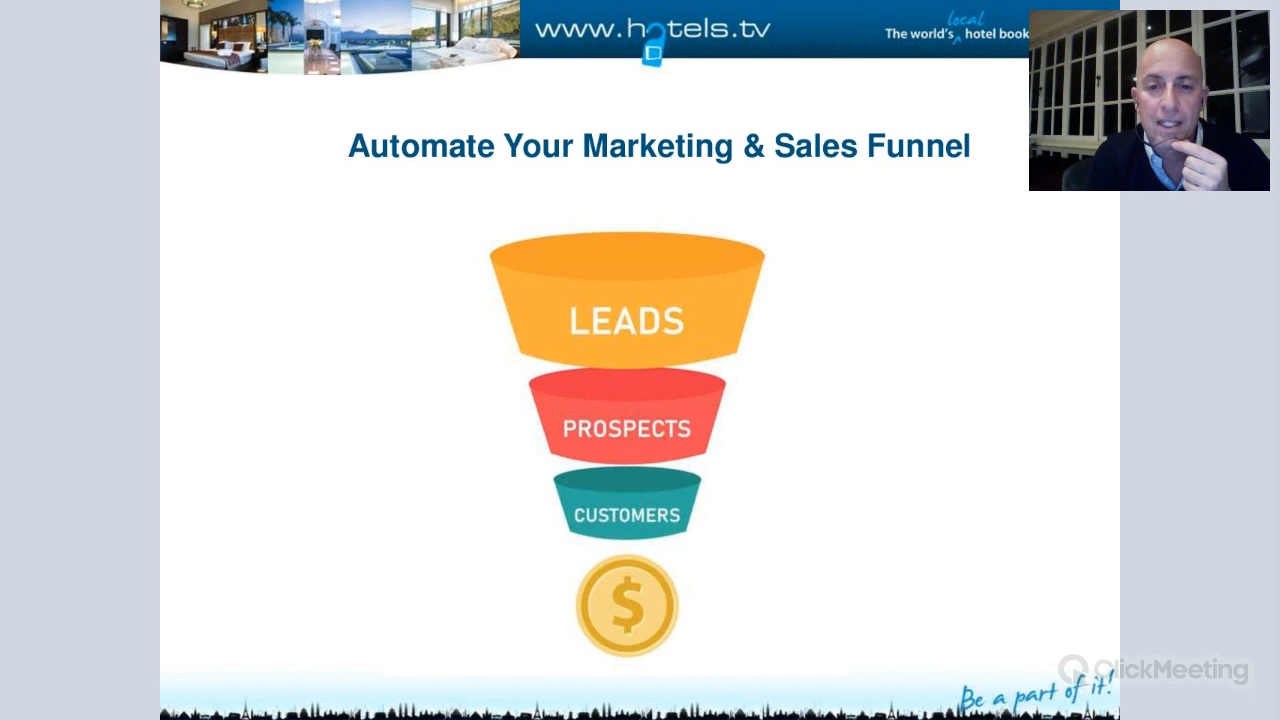 www.hotels.tv
local
The world's hotel book
Automate Your Marketing & Sales Funnel
LEADS
PROSPECTS
CUSTOMERS
$
ClickMeeting
Be a part of it!